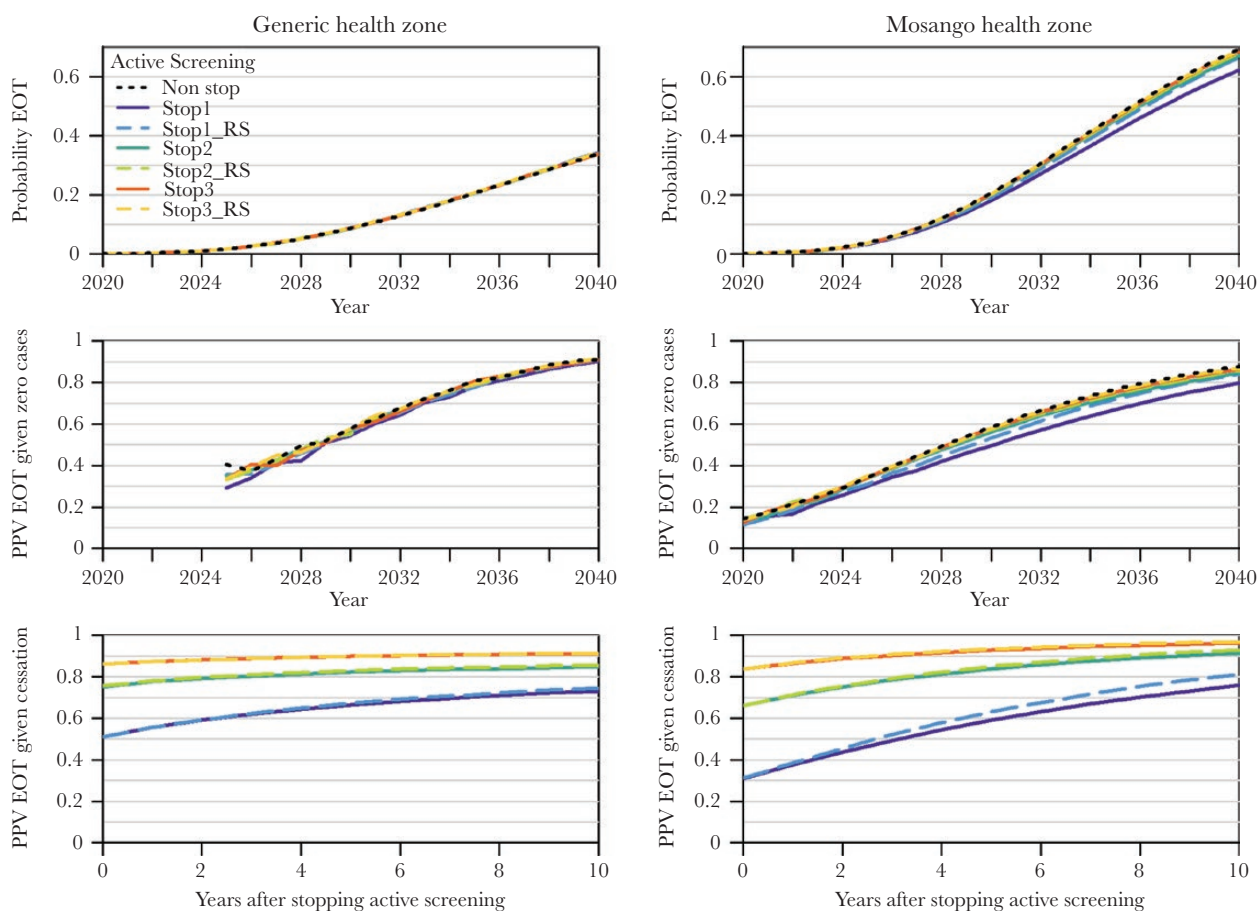 Generic health zone
Probability EOT
0.6
0.4
0.2
0
Active Screening
Non stop
Stop1
Stop1_RS
Stop2
Stop2_RS
Stop3
Stop3_RS
2020 2024 2028 2032 2036 2040
Year
Mosango health zone
Probability EOT
0.6
0.4
0.2
0
2020 2024 2028 2032 2036 2040
Year
PPV EOT given zero cases
1
0.8
0.6
0.4
0.2
0
2020 2024 2028 2032 2036 2040
Year
PPV EOT given zero cases
1
0.8
0.6
0.4
0.2
0
2020 2024 2028 2032 2036 2040
Year
PPV EOT given cessation
1
0.8
0.6
0.4
0.2
0
0 2 4 6 8 10
Years after stopping active screening
PPV EOT given cessation
1
0.8
0.6
0.4
0.2
0
0 2 4 6 8 10
Years after stopping active screening